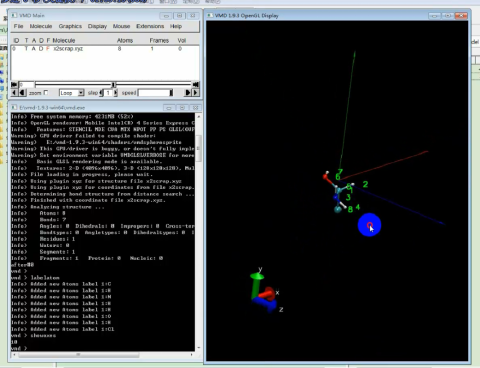 VMD Main
File Molecule Graphics Display Mouse Extensions Help
ID T A D F Molecule Atoms Frames Vol
0 T A D F x2scrap.xyz 8 1 0
zoom Loop step 1 speed
E:\vmd-1.9.3-win64\vmd.exe
Info) Free system memory: 4231MB (52%)
Info) OpenGL renderer: Mobile Intel(R) 4 Series Express C
Info) Features: STENCIL MDE CVA MTX NPOT PP PS GLSL(OVF
Warning) GPU driver failed to compile shader:
Warning) E:/vmd-1.9.3-win64/shaders/vmdsphoresprite
Warning) This GPU/driver is buggy, or doesn't fully imple
Warning) Set environment variable VMDGLSLVERBOSE for more
Info) Basic GLSL rendering mode is available.
Info) Textures: 2-D (4096x4096), 3-D (128x128x128), Mult
Info) File loading in progress, please wait.
Info) Using plugin xyz for structure file x2scrap.xyz
Info) Using plugin xyz for coordinates from file x2scrap.xyz
Info) Determining bond structure from distance search ...
Info) Finished with coordinate file x2scrap.xyz.
Info) Analyzing structure ...
Info) Atoms: 8
Info) Bonds: 7
Info) Angles: 0 Dihedrals: 0 Impropers: 0 Cross-ter
Info) Bondtypes: 0 Angletypes: 0 Dihedraltypes: 0 I
Info) Residues: 1
Info) Waters: 0
Info) Segments: 1
Info) Fragments: 1 Protein: 0 Nucleic: 0
after#0
vmd > labelatom
Info) Added new Atoms label 1:C
Info) Added new Atoms label 1:H
Info) Added new Atoms label 1:N
Info) Added new Atoms label 1:H
Info) Added new Atoms label 1:O
Info) Added new Atoms label 1:H
Info) Added new Atoms label 1:Cl
vmd > showaxes
10
vmd >
VMD 1.9.3 OpenGL Display
7
6
5 2
1
3
8 4
y
x
z